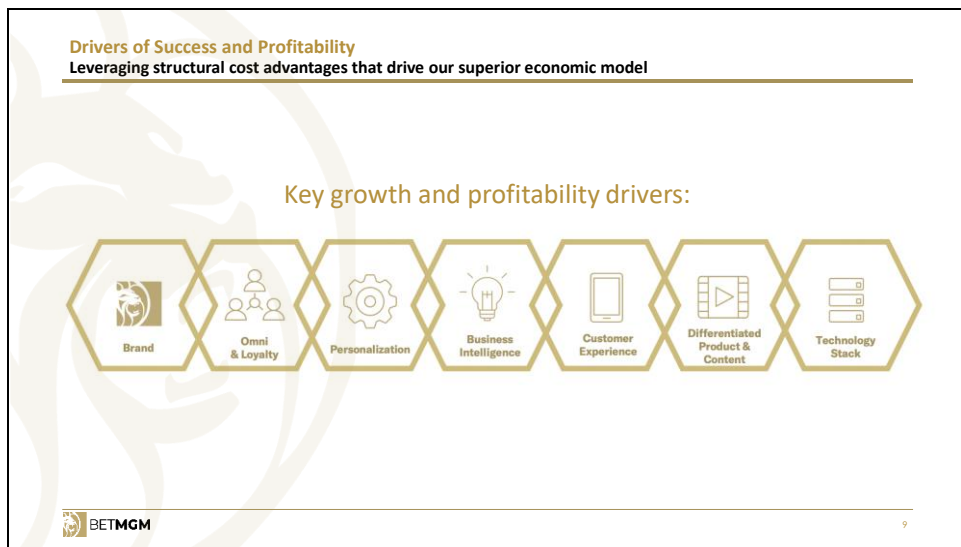 Drivers of Success and Profitability
Leveraging structural cost advantages that drive our superior economic model
Key growth and profitability drivers:
Brand
Omni
& Loyalty
Personalization
Business
Intelligence
Customer
Experience
Differentiated
Product &
Content
Technology
Stack
BETMGM
9